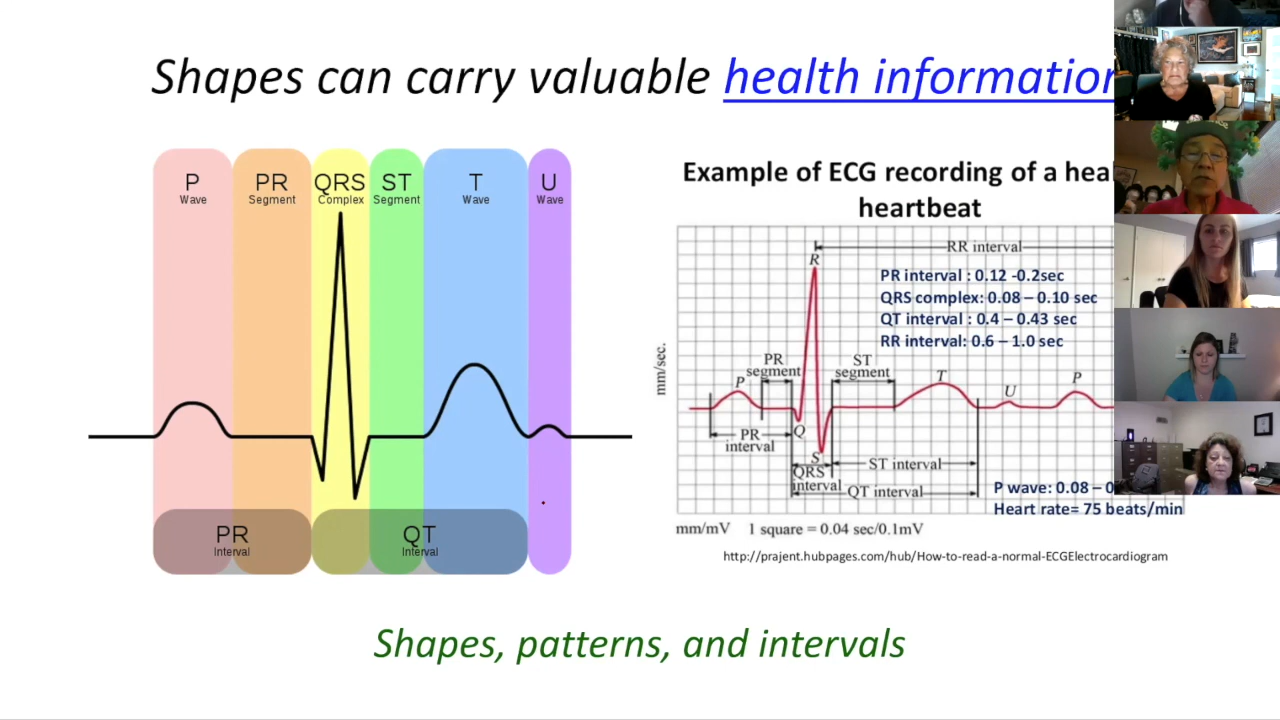 Shapes can carry valuable health information
P
Wave
PR
Segment
QRS
Complex
ST
Segment
T
Wave
U
Wave
PR
Interval
QT
Interval
Example of ECG recording of a hea
heartbeat
RR interval
R
PR interval : 0.12 -0.2sec
QRS complex: 0.08 – 0.10 sec
QT interval : 0.4 – 0.43 sec
RR interval: 0.6 – 1.0 sec
mm/sec.
PR
segment
ST
segment
P
T
U
P
Q
PR
interval
S
QRS
interval
ST interval
QT interval
P wave: 0.08 – 0
Heart rate= 75 beats/min
mm/mV 1 square = 0.04 sec/0.1mV
http://prajent.hubpages.com/hub/How-to-read-a-normal-ECGElectrocardiogram
Shapes, patterns, and intervals